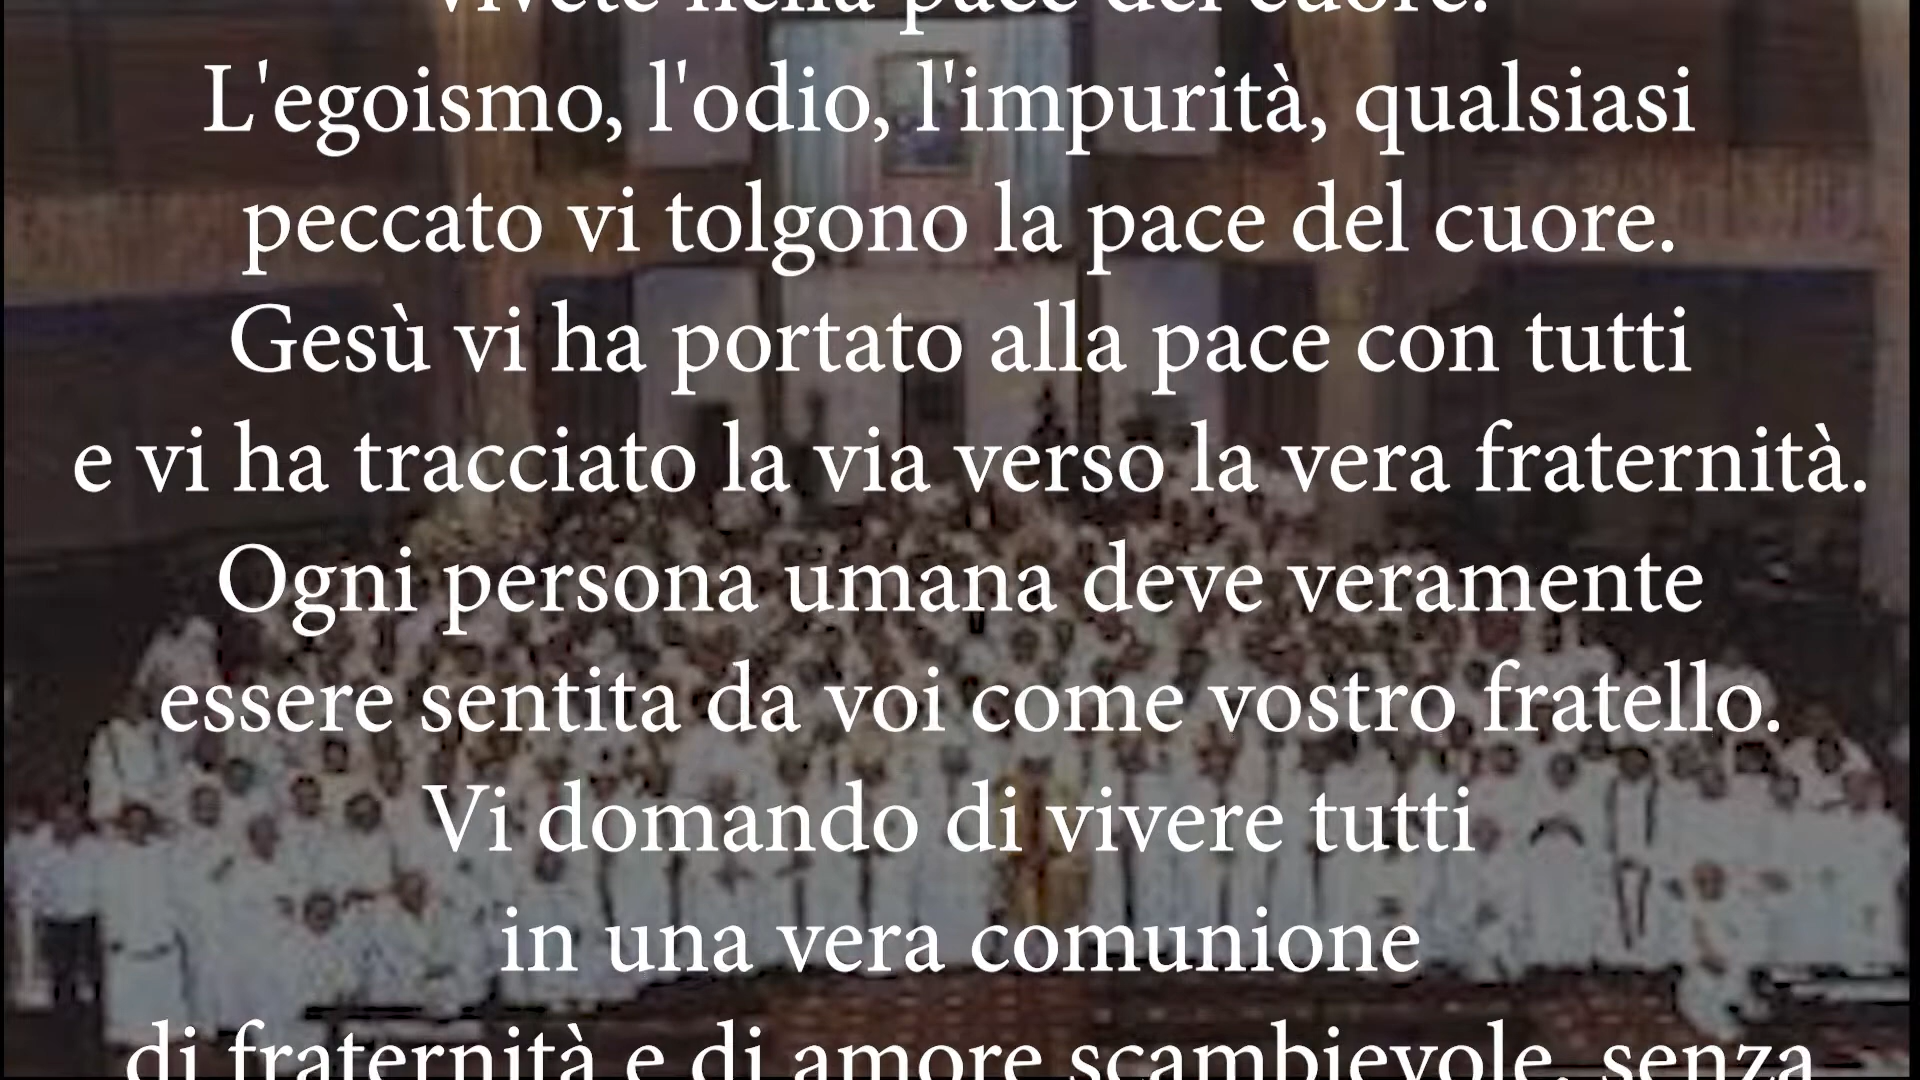 vivete nella pace del cuore.
L'egoismo, l'odio, l'impurità, qualsiasi
peccato vi tolgono la pace del cuore.
Gesù vi ha portato alla pace con tutti
e vi ha tracciato la via verso la vera fraternità.
Ogni persona umana deve veramente
essere sentita da voi come vostro fratello.
Vi domando di vivere tutti
in una vera comunione
di fraternità e di amore scambievole, senza